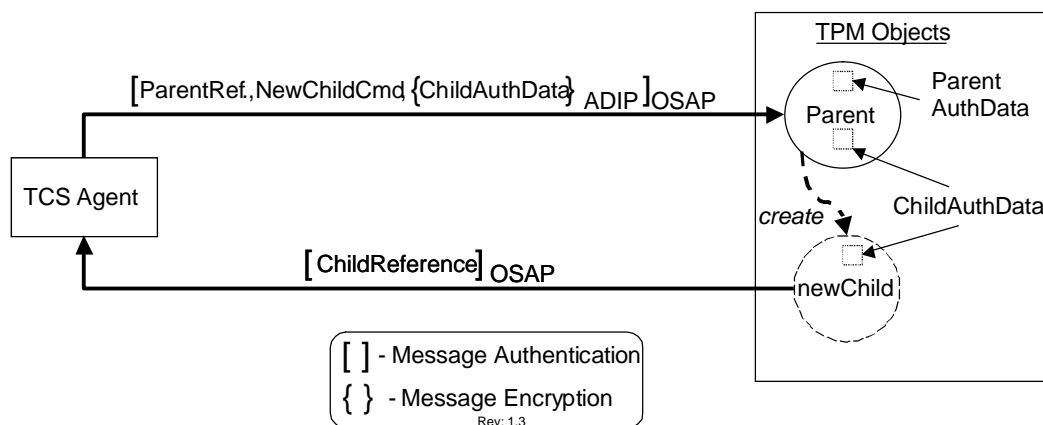 TPM Objects
[ParentRef.,NewChildCmd, {ChildAuthData} ADIP ]OSAP
Parent
AuthData
Parent
TCS Agent
ChildAuthData
create
[ChildReference] OSAP
newChild
[ ] - Message Authentication
{ } - Message Encryption
Rev: 1.3